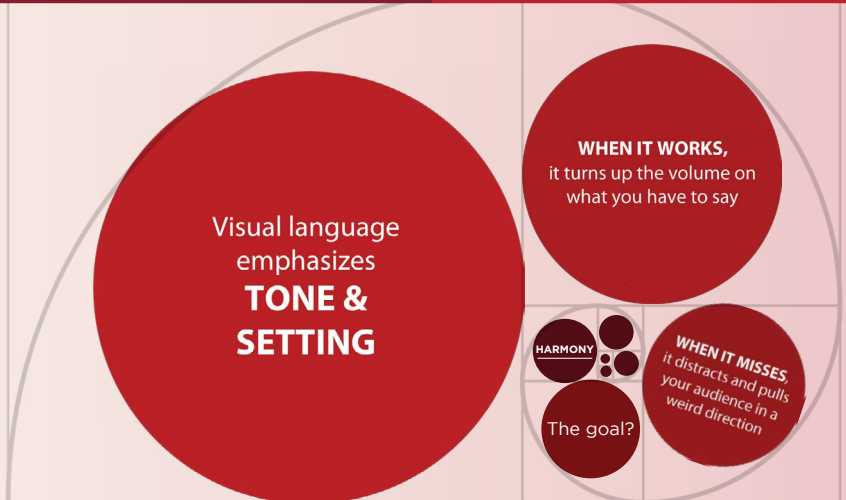 Visual language
emphasizes
TONE &
SETTING
WHEN IT WORKS,
it turns up the volume on
what you have to say
WHEN IT MISSES,
it distracts and pulls
your audience in a
weird direction
The goal?
HARMONY